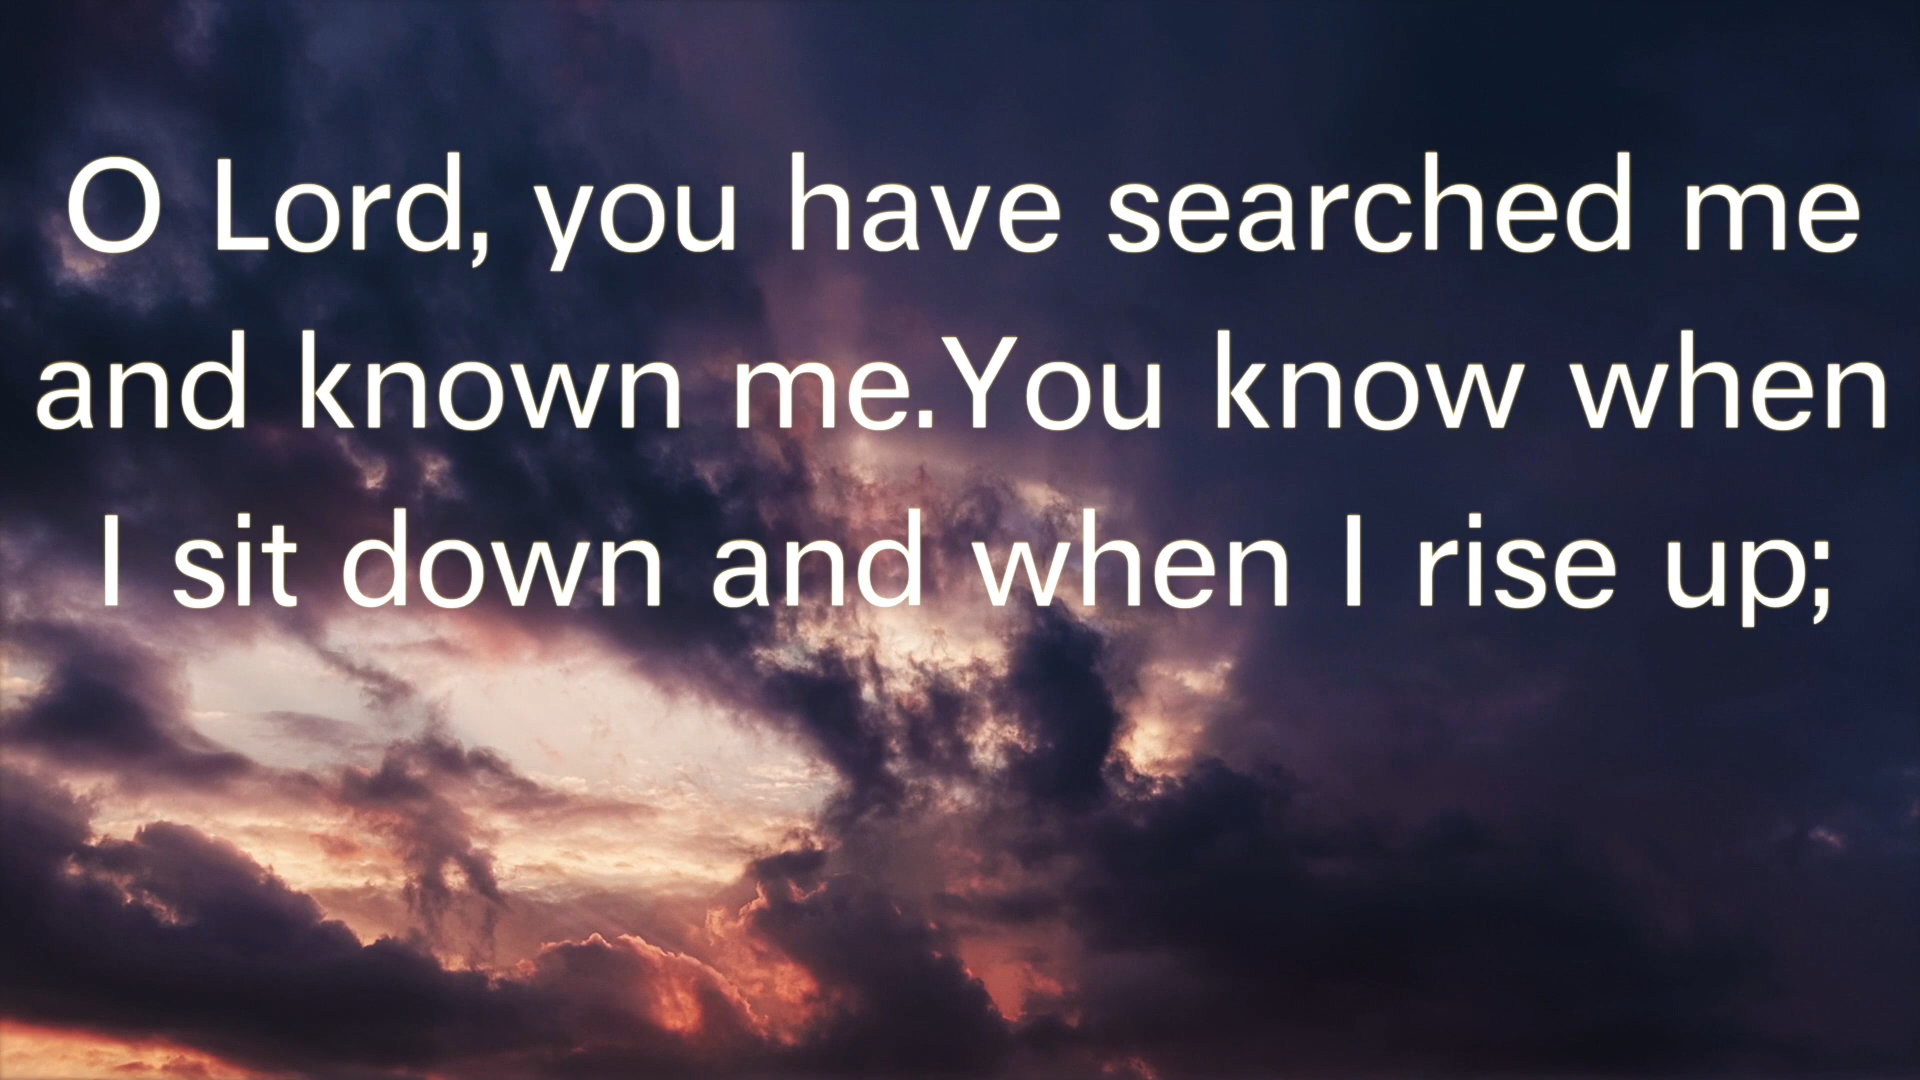 O Lord, you have searched me
and known me.You know when
I sit down and when I rise up;